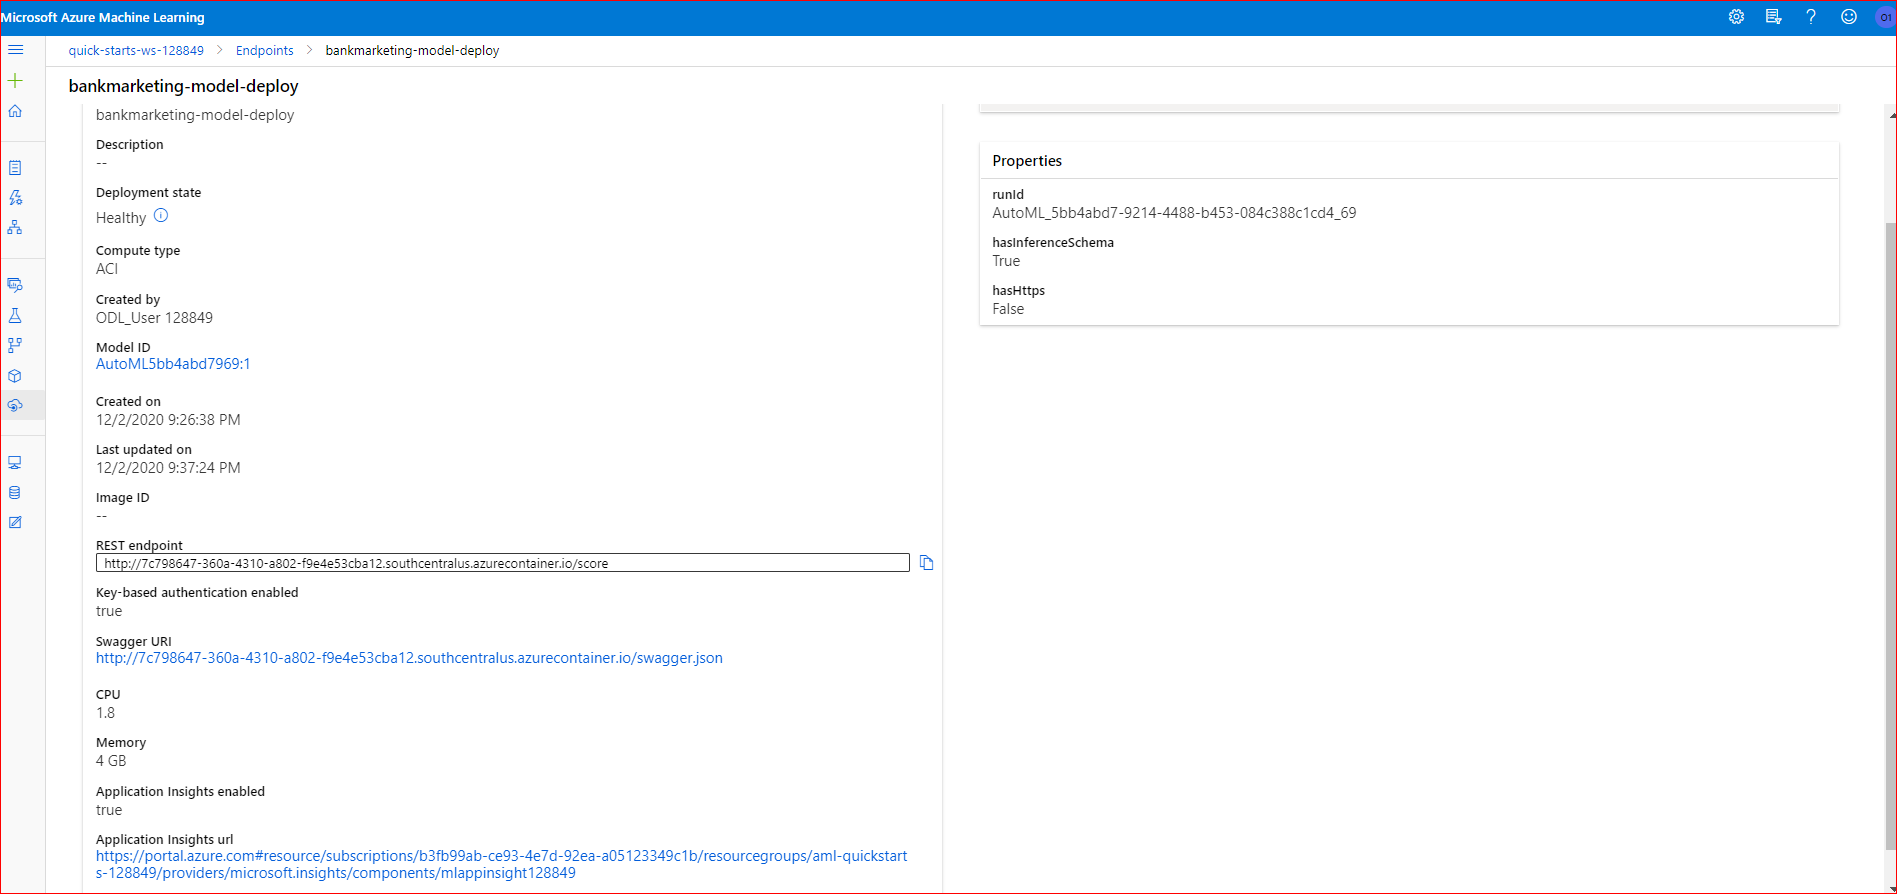 Microsoft Azure Machine Learning
01
quick-starts-ws-128849 > Endpoints > bankmarketing-model-deploy
bankmarketing-model-deploy
bankmarketing-model-deploy
Description
--
Deployment state
Healthy
Compute type
ACI
Created by
ODL_User 128849
Model ID
AutoML5bb4abd7969:1
Created on
12/2/2020 9:26:38 PM
Last updated on
12/2/2020 9:37:24 PM
Image ID
--
REST endpoint
http://7c798647-360a-4310-a802-f9e4e53cba12.southcentralus.azurecontainer.io/score
Key-based authentication enabled
true
Swagger URI
http://7c798647-360a-4310-a802-f9e4e53cba12.southcentralus.azurecontainer.io/swagger.json
CPU
1.8
Memory
4 GB
Application Insights enabled
true
Application Insights url
https://portal.azure.com#resource/subscriptions/b3fb99ab-ce93-4e7d-92ea-a05123349c1b/resourcegroups/aml-quickstart
s-128849/providers/microsoft.insights/components/mlappinsight128849
Properties
runId
AutoML_5bb4abd7-9214-4488-b453-084c388c1cd4_69
hasInferenceSchema
True
hasHttps
False